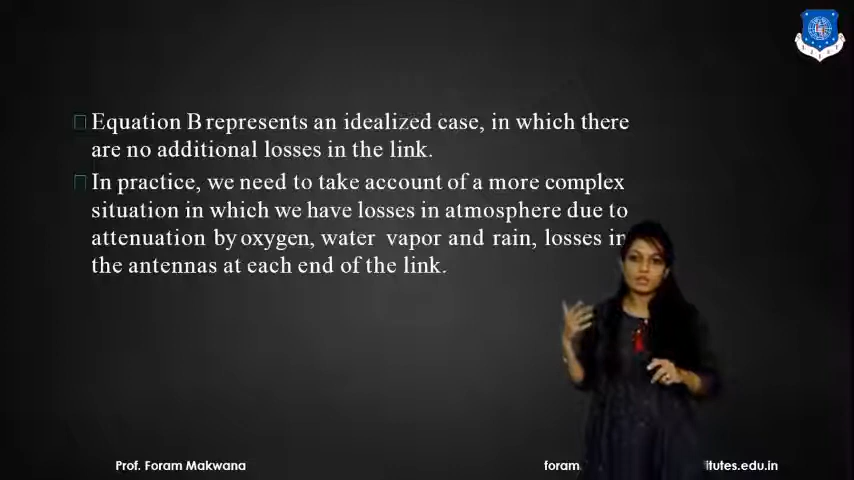 Equation B represents an idealized case, in which there
are no additional losses in the link.
In practice, we need to take account of a more complex
situation in which we have losses in atmosphere due to
attenuation by oxygen, water vapor and rain, losses in
the antennas at each end of the link.
Prof. Foram Makwana
foram
itutes.edu.in